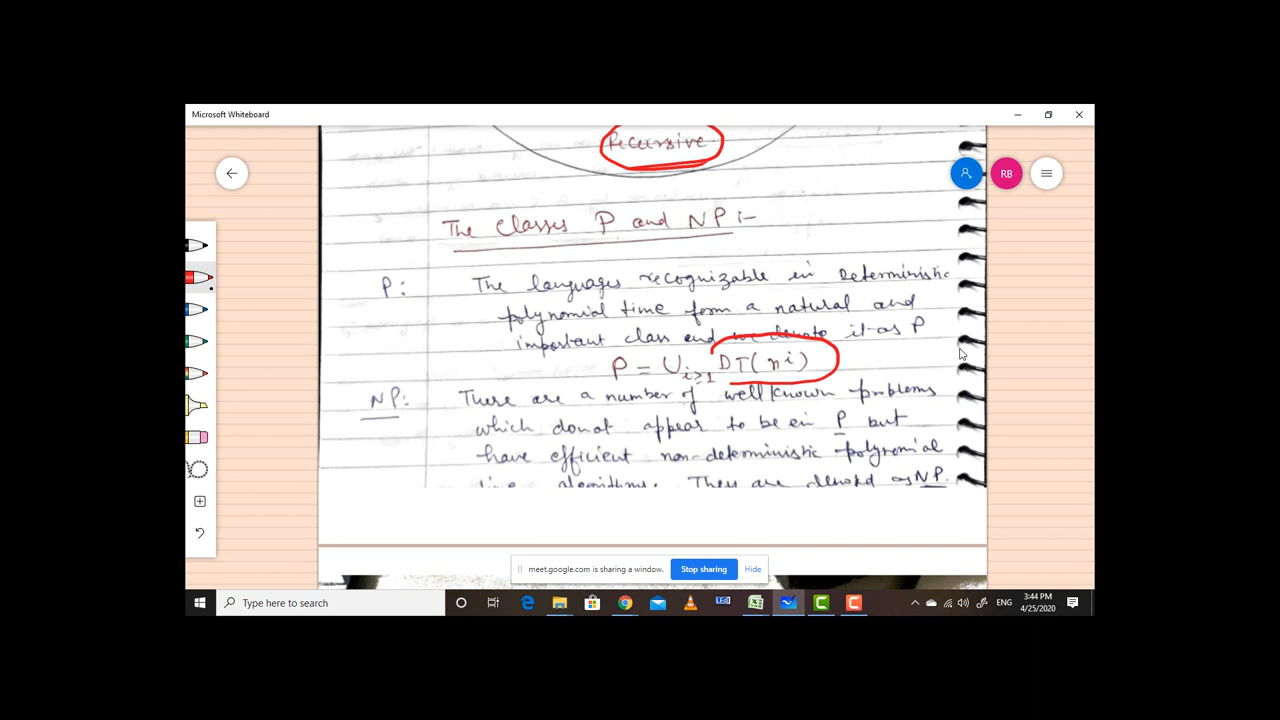 Microsoft Whiteboard
Recursive
RB
The Classes P and NP :-
P: The languages recognizable in Deterministic
polynomial time form a natural and
important class and we denote it as P
P = U i≥1 DT(n^i)
NP: There are a number of well known problems
which donot appear to be in P but
have efficient non-deterministic polynomial
time algorithms. They are denoted as NP.
meet.google.com is sharing a window.
Stop sharing
Hide
Type here to search
ENG
3:44 PM
4/25/2020